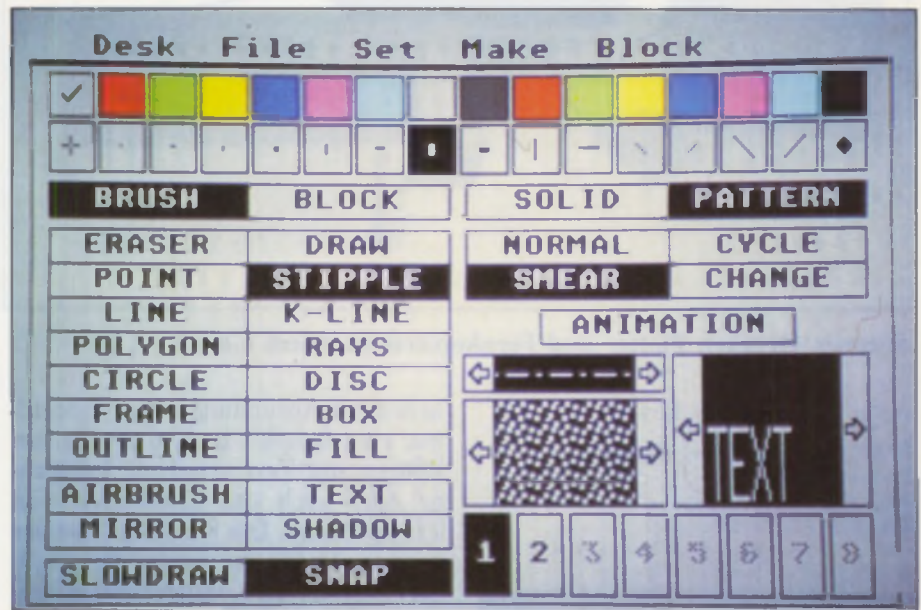 Desk File Set Make Block
BRUSH BLOCK SOLID PATTERN
ERASER DRAW NORMAL CYCLE
POINT STIPPLE SMEAR CHANGE
LINE K-LINE
ANIMATION
POLYGON RAYS
CIRCLE DISC
FRAME BOX
OUTLINE FILL
TEXT
AIRBRUSH TEXT
MIRROR SHADOW
1 2 3 4 5 6 7 8
SLOWDRAW SNAP